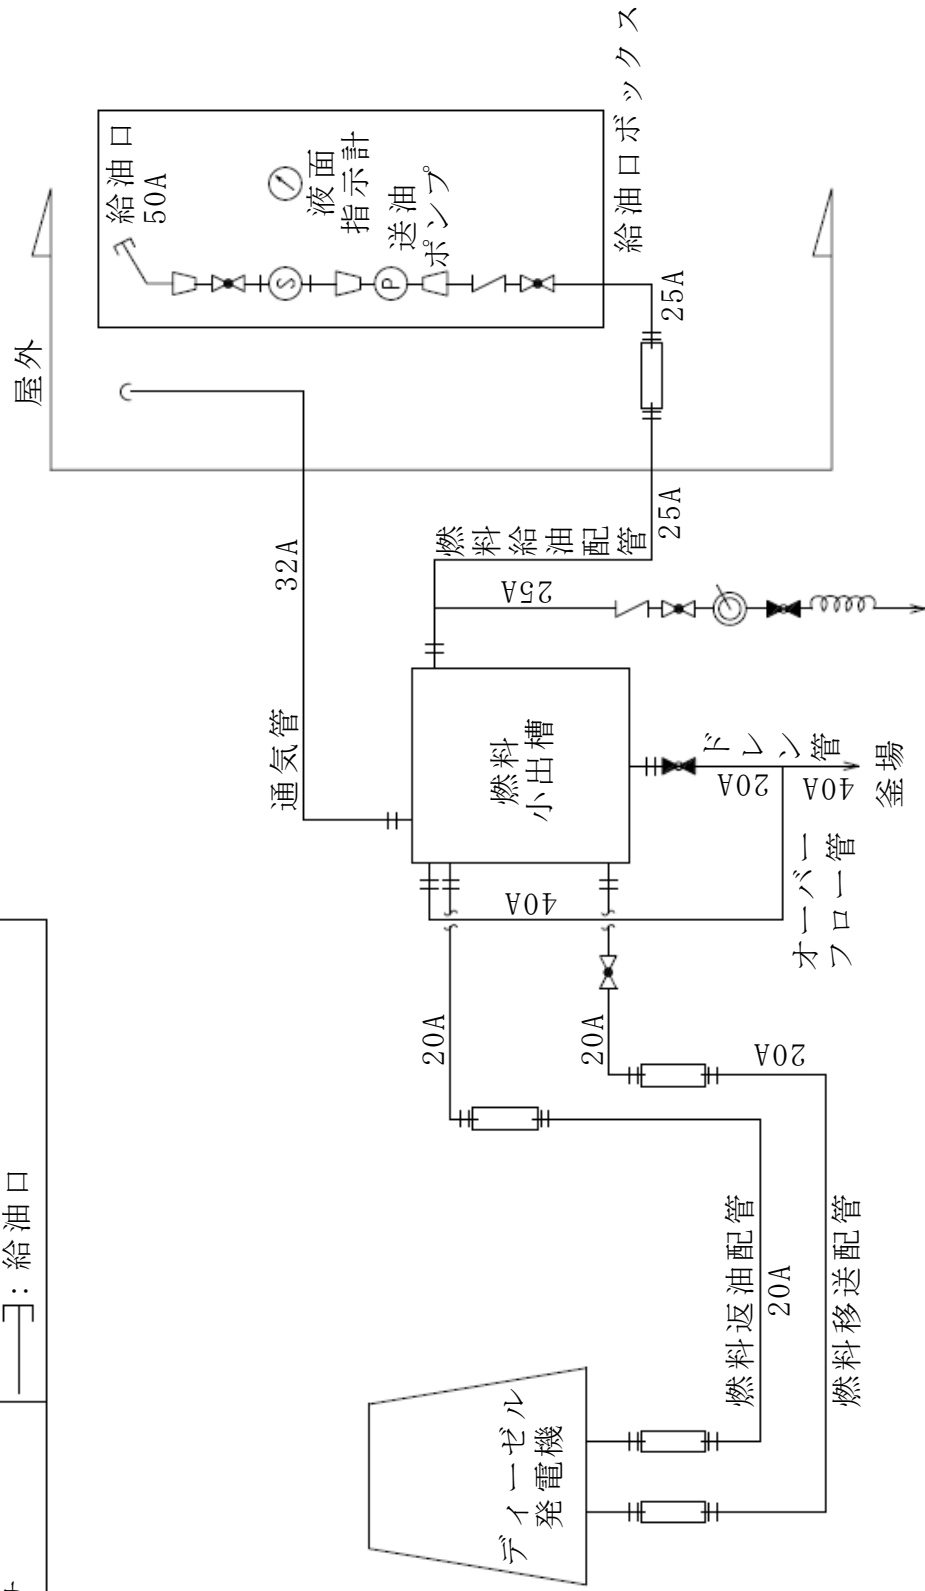 ：給油口
屋外
給油口
50A
液面
指示計
送油
ポンプ
S
P
給油口ボックス
25A
25A
32A
通気管
燃料
給油
配管
25A
燃料
小出槽
ドレン管
20A
40A
釜場
オーバー
フロー管
40A
20A
20A
20A
燃料返油配管
20A
燃料移送配管
ディーゼル
発電機